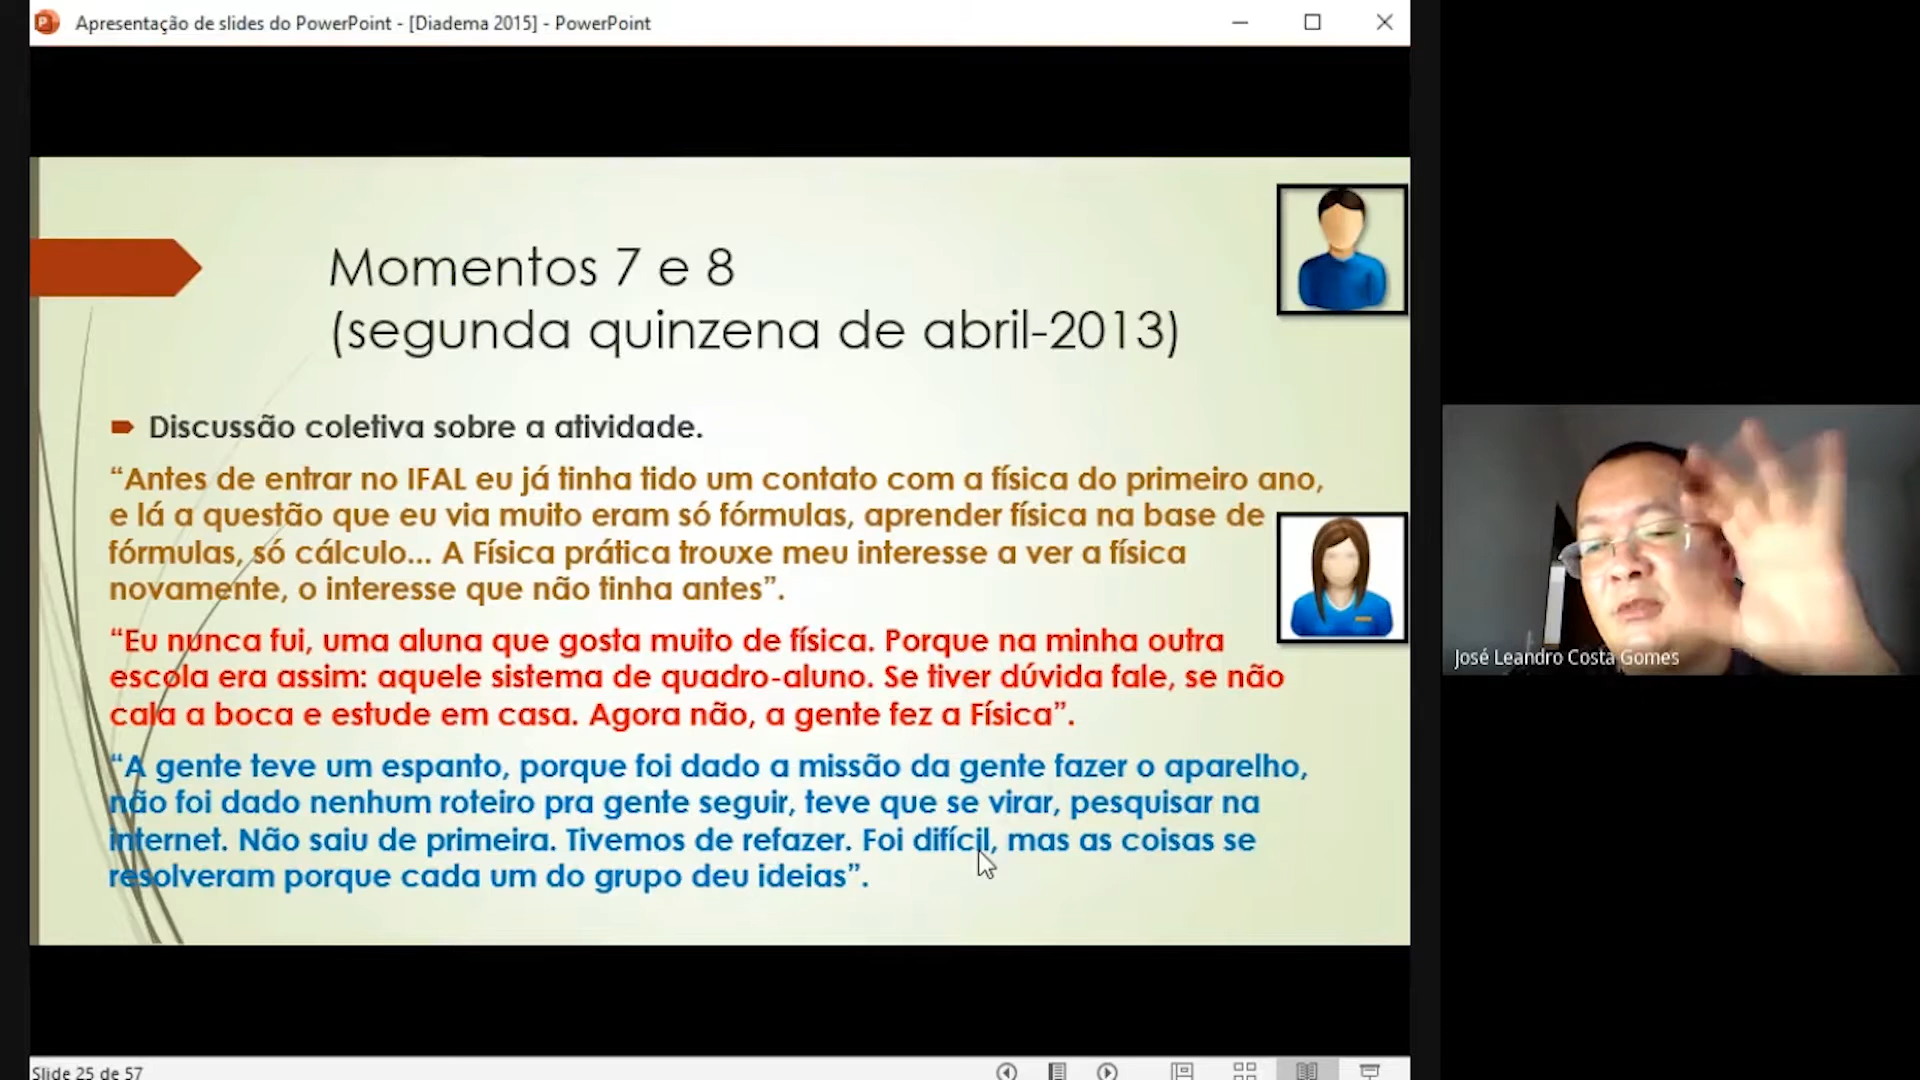 Apresentação de slides do PowerPoint - [Diadema 2015] - PowerPoint
Momentos 7 e 8
(segunda quinzena de abril-2013)
Discussão coletiva sobre a atividade.
“Antes de entrar no IFAL eu já tinha tido um contato com a física do primeiro ano,
e lá a questão que eu via muito eram só fórmulas, aprender física na base de
fórmulas, só cálculo... A Física prática trouxe meu interesse a ver a física
novamente, o interesse que não tinha antes”.
“Eu nunca fui, uma aluna que gosta muito de física. Porque na minha outra
escola era assim: aquele sistema de quadro-aluno. Se tiver dúvida fale, se não
cala a boca e estude em casa. Agora não, a gente fez a Física”.
“A gente teve um espanto, porque foi dado a missão da gente fazer o aparelho,
não foi dado nenhum roteiro pra gente seguir, teve que se virar, pesquisar na
internet. Não saiu de primeira. Tivemos de refazer. Foi difícil, mas as coisas se
resolveram porque cada um do grupo deu ideias”.
José Leandro Costa Gomes
Slide 25 de 57